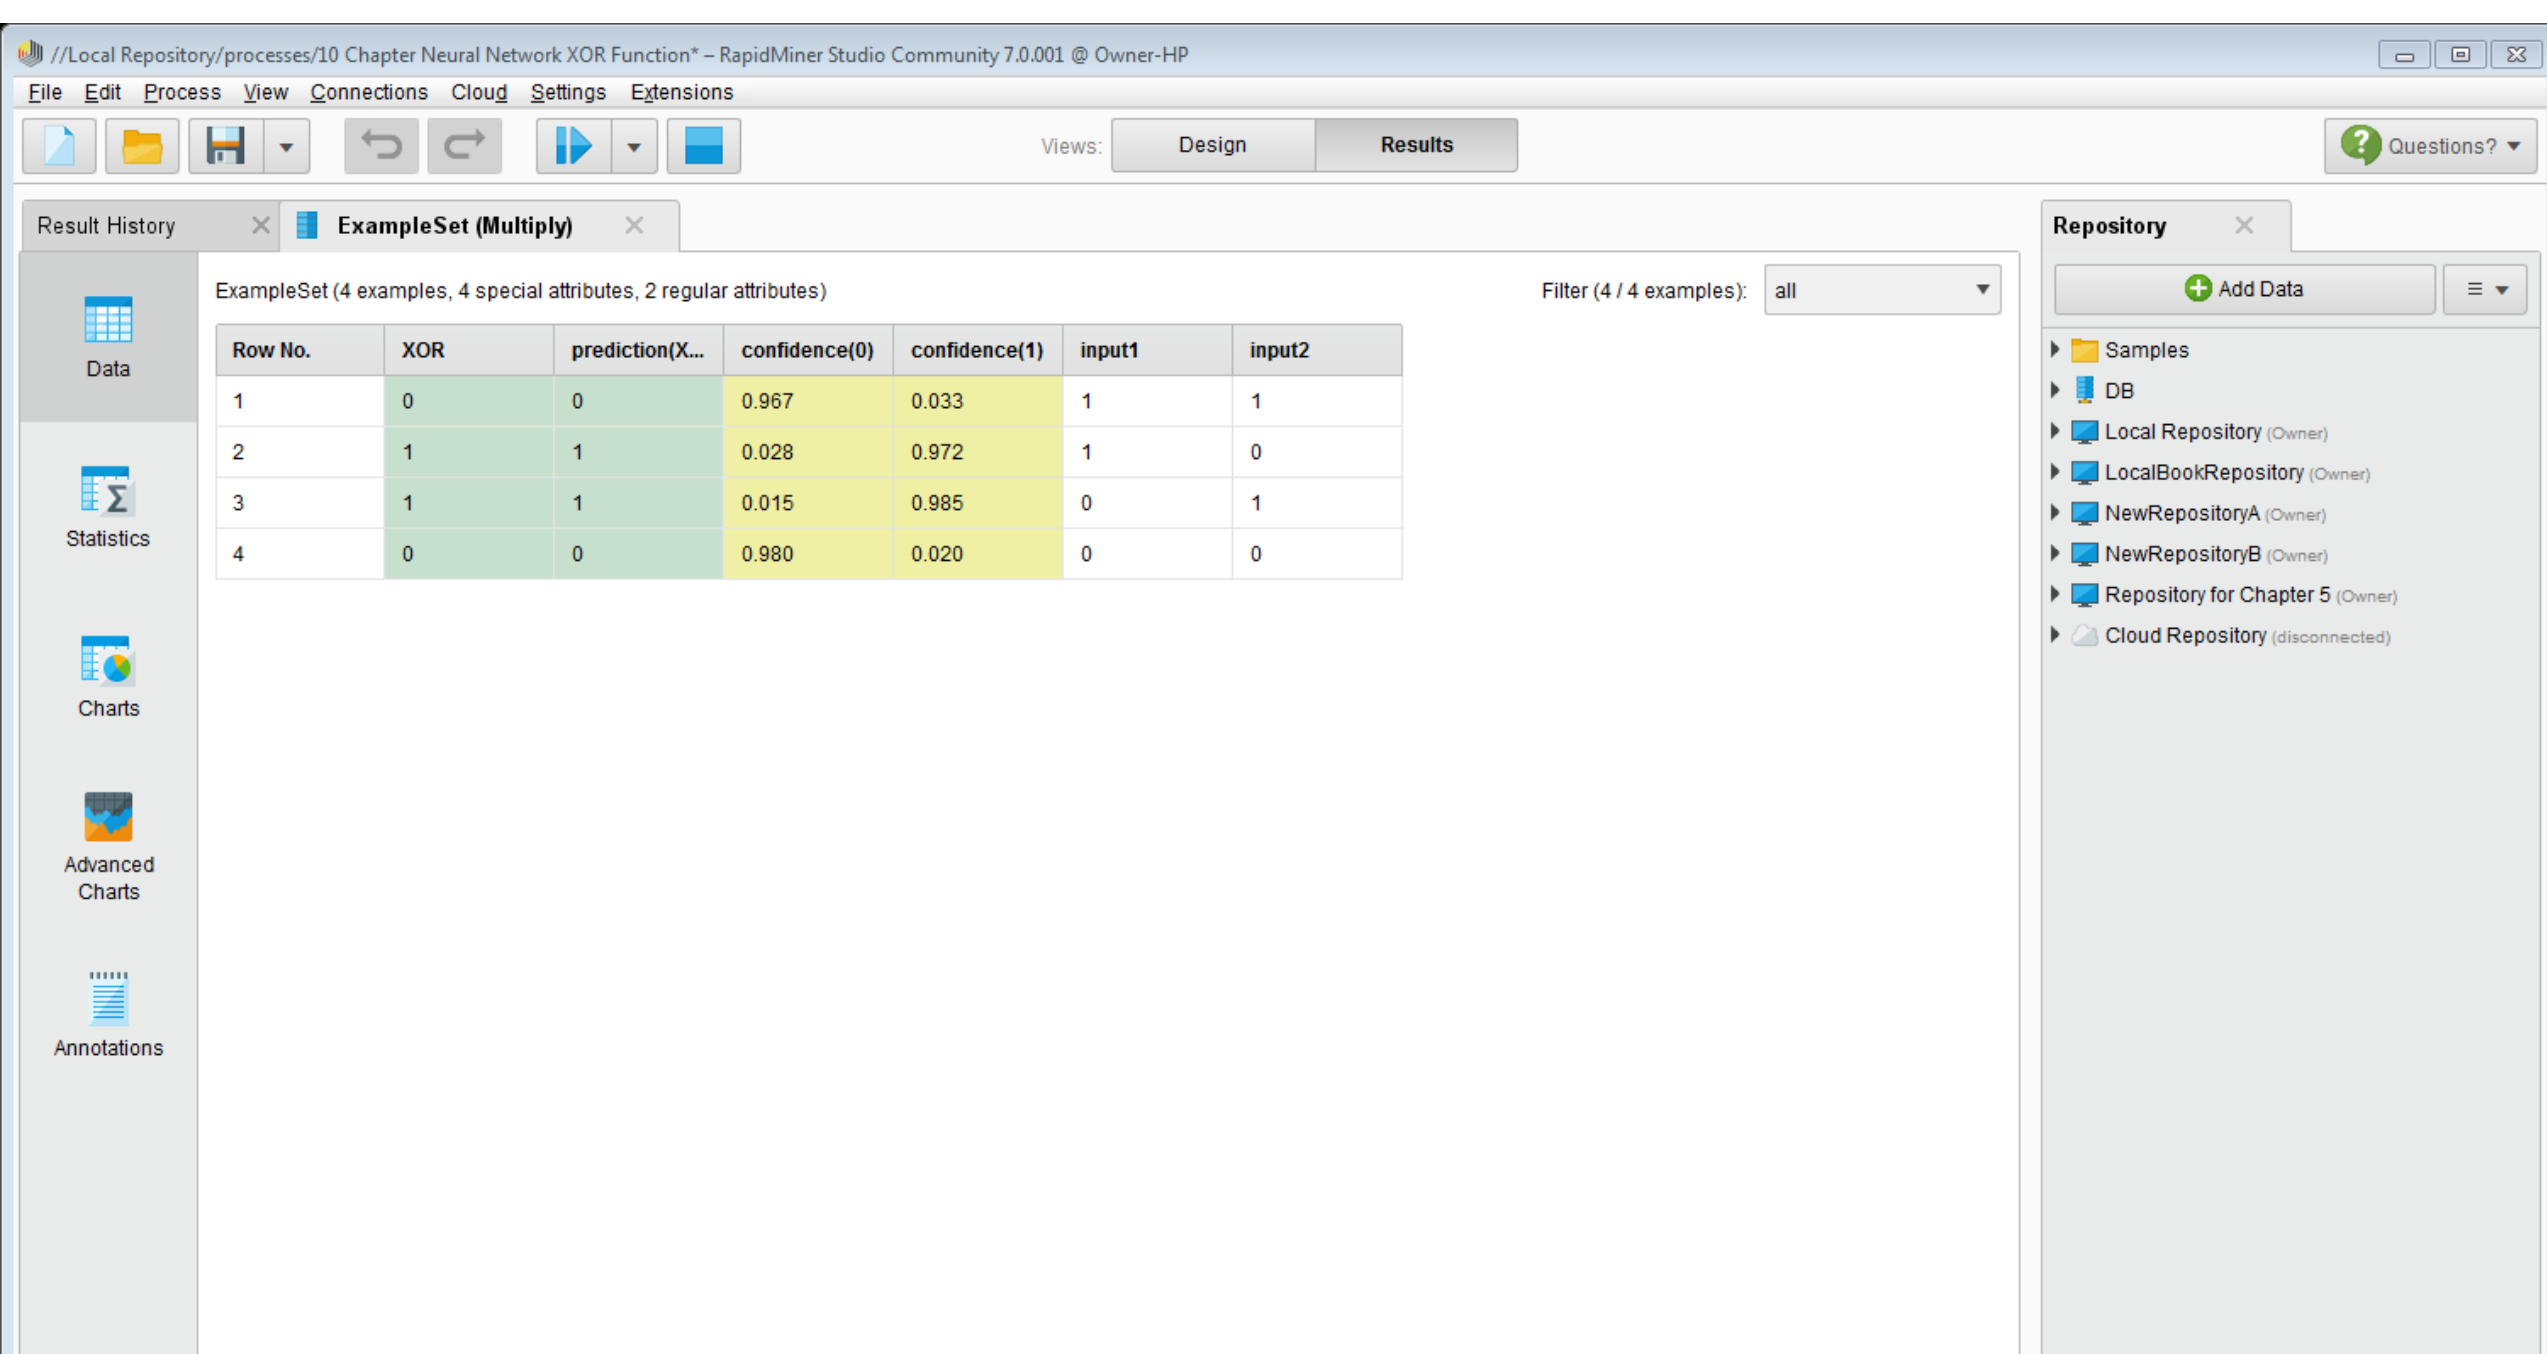 //Local Repository/processes/10 Chapter Neural Network XOR Function* – RapidMiner Studio Community 7.0.001 @ Owner-HP
File Edit Process View Connections Cloud Settings Extensions
Views: Design Results Questions?
Result History ExampleSet (Multiply) Repository
ExampleSet (4 examples, 4 special attributes, 2 regular attributes) Filter (4 / 4 examples): all
Row No. XOR prediction(X... confidence(0) confidence(1) input1 input2
1 0 0 0.967 0.033 1 1
2 1 1 0.028 0.972 1 0
3 1 1 0.015 0.985 0 1
4 0 0 0.980 0.020 0 0
Data
Statistics
Charts
Advanced
Charts
Annotations
Add Data
Samples
DB
Local Repository (Owner)
LocalBookRepository (Owner)
NewRepositoryA (Owner)
NewRepositoryB (Owner)
Repository for Chapter 5 (Owner)
Cloud Repository (disconnected)